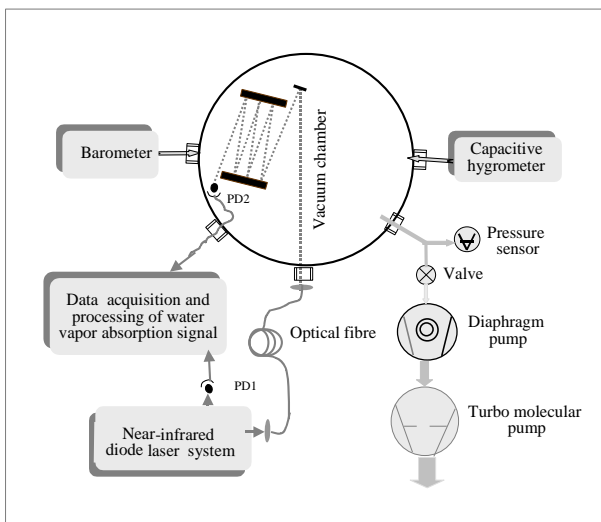 Barometer
PD2
Vacuum chamber
Capacitive
hygrometer
Pressure
sensor
Valve
Data acquisition and
processing of water
vapor absorption signal
Optical fibre
Diaphragm
pump
PD1
Near-infrared
diode laser system
Turbo molecular
pump